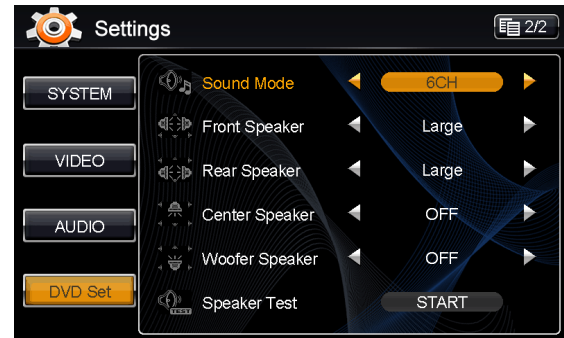 Settings
2/2
SYSTEM
VIDEO
AUDIO
DVD Set
Sound Mode 6CH
Front Speaker Large
Rear Speaker Large
Center Speaker OFF
Woofer Speaker OFF
TEST Speaker Test START